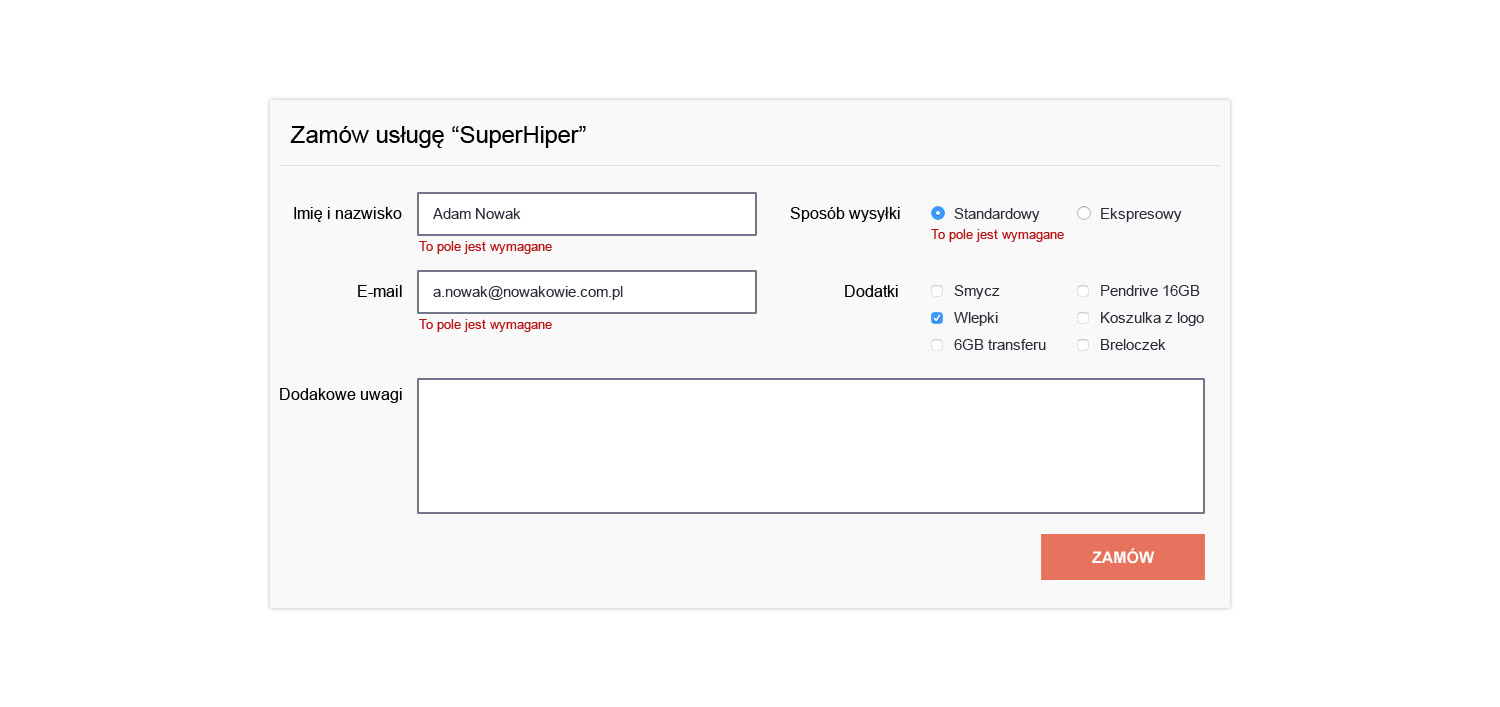 Zamów usługę “SuperHiper”
Imię i nazwisko
Adam Nowak
To pole jest wymagane
Sposób wysyłki
Standardowy
Ekspresowy
To pole jest wymagane
E-mail
a.nowak@nowakowie.com.pl
To pole jest wymagane
Dodatki
Smycz
Pendrive 16GB
Wlepki
Koszulka z logo
6GB transferu
Breloczek
Dodakowe uwagi
ZAMÓW